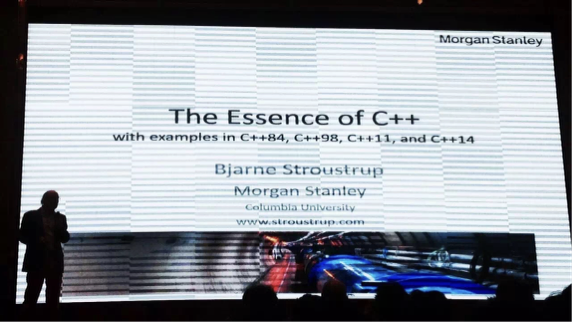 Morgan Stanley
The Essence of C++
with examples in C++84, C++98, C++11, and C++14
Bjarne Stroustrup
Morgan Stanley
Columbia University
www.stroustrup.com